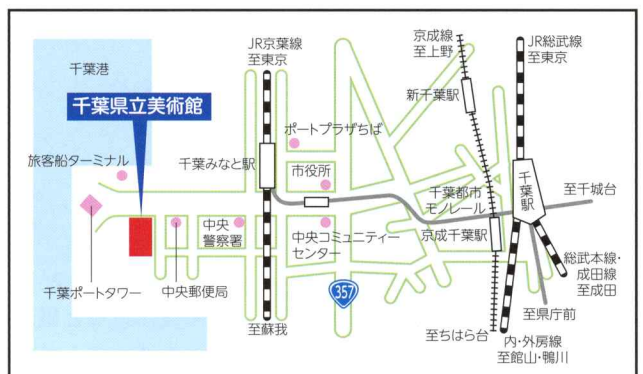 JR京葉線
至東京
京成線
至上野
JR総武線
至東京
千葉港
新千葉駅
千葉県立美術館
ポートプラザちば
旅客船ターミナル
千葉みなと駅
市役所
千葉都市
モノレール
千葉駅
至千城台
中央
警察署
中央コミュニティー
センター
京成千葉駅
総武本線・
成田線
至成田
千葉ポートタワー
中央郵便局
357
至県庁前
至蘇我
至ちはら台
内・外房線
至館山・鴨川